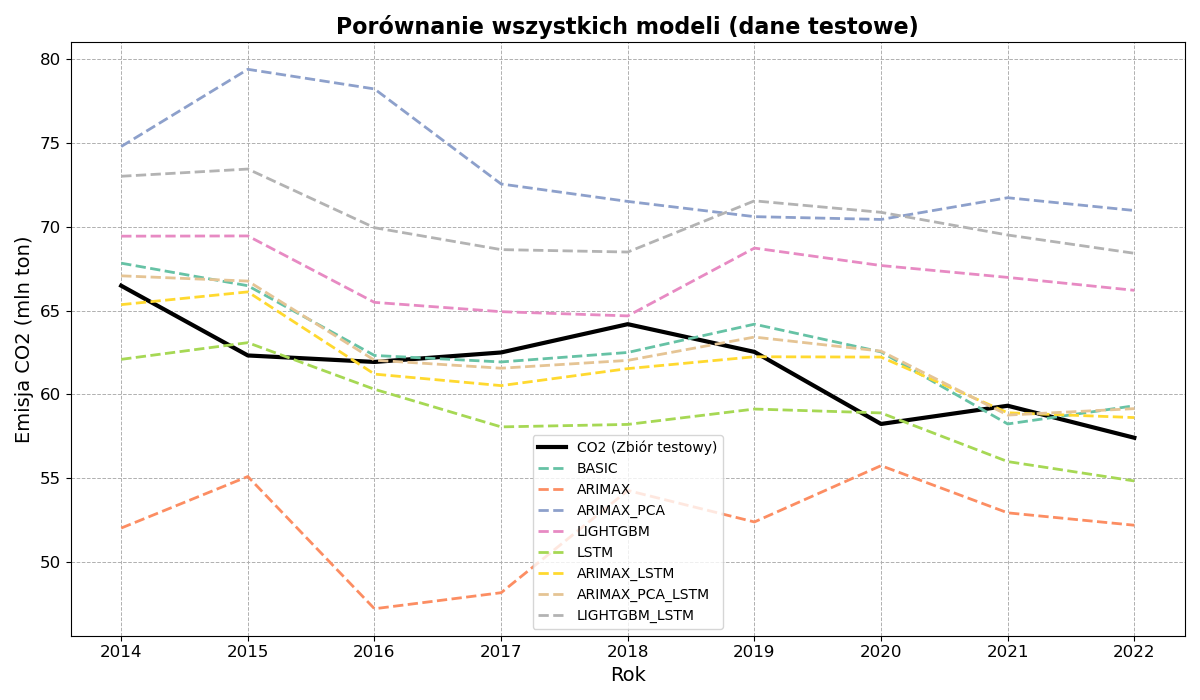 Porównanie wszystkich modeli (dane testowe)
Emisja CO2 (mln ton)
80
75
70
65
60
55
50
CO2 (Zbiór testowy)
BASIC
ARIMAX
ARIMAX_PCA
LIGHTGBM
LSTM
ARIMAX_LSTM
ARIMAX_PCA_LSTM
LIGHTGBM_LSTM
2014 2015 2016 2017 2018 2019 2020 2021 2022
Rok